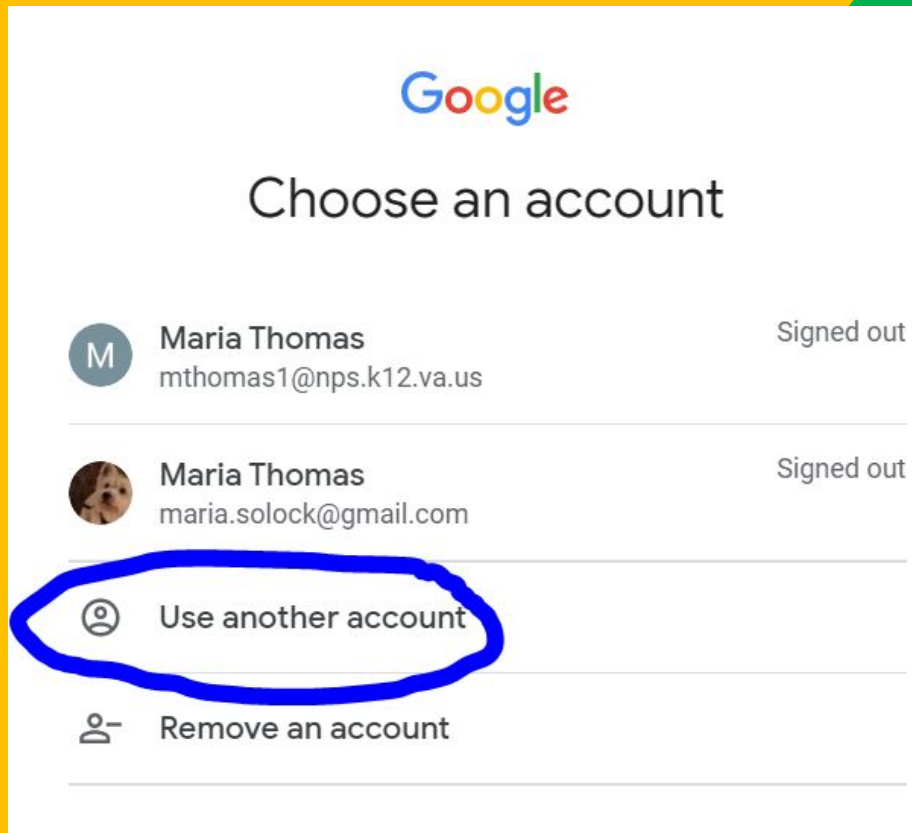 Google
Choose an account
M
Maria Thomas
Signed out
mthomas1@nps.k12.va.us
Maria Thomas
Signed out
maria.solock@gmail.com
Use another account
Remove an account